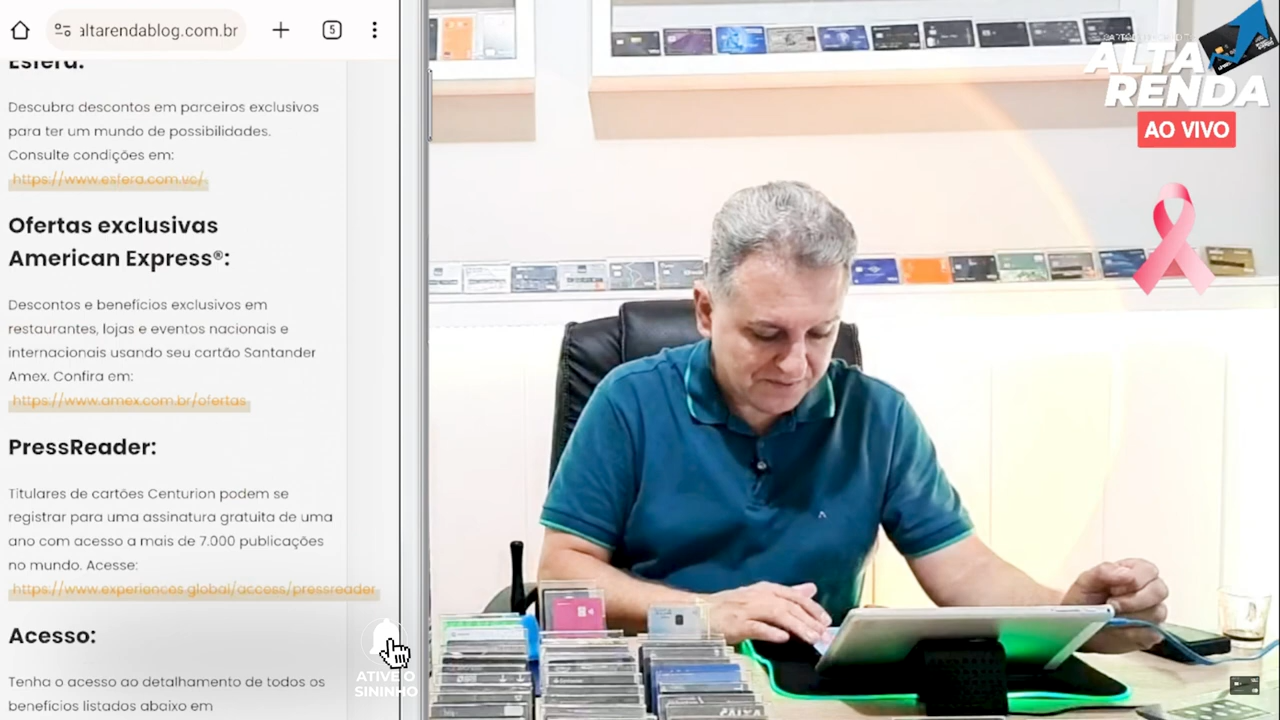 altarendablog.com.br
5
Esfera:
Descubra descontos em parceiros exclusivos
para ter um mundo de possibilidades.
Consulte condições em:
https://www.esfera.com.vc/
Ofertas exclusivas
American Express®:
Descontos e benefícios exclusivos em
restaurantes, lojas e eventos nacionais e
internacionais usando seu cartão Santander
Amex. Confira em:
https://www.amex.com.br/ofertas
PressReader:
Titulares de cartões Centurion podem se
registrar para uma assinatura gratuita de uma
ano com acesso a mais de 7.000 publicações
no mundo. Acesse:
https://www.experiences.global/access/pressreader
Acesso:
Tenha o acesso ao detalhamento de todos os
benefícios listados abaixo em
ATIVE O
SININHO
ALTA
RENDA
AO VIVO